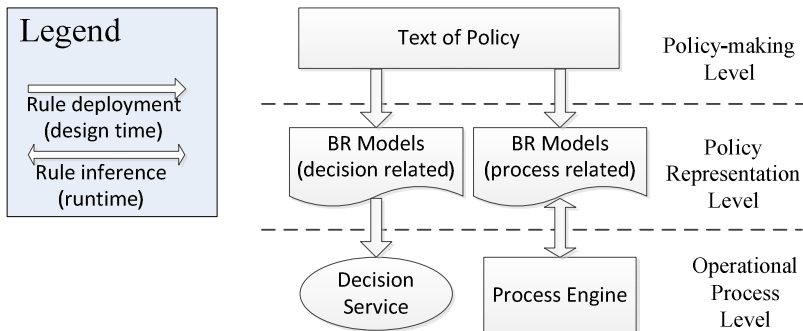 Legend
Rule deployment
(design time)
Rule inference
(runtime)
Text of Policy
Policy-making
Level
BR Models
(decision related)
BR Models
(process related)
Policy
Representation
Level
Decision
Service
Process Engine
Operational
Process
Level